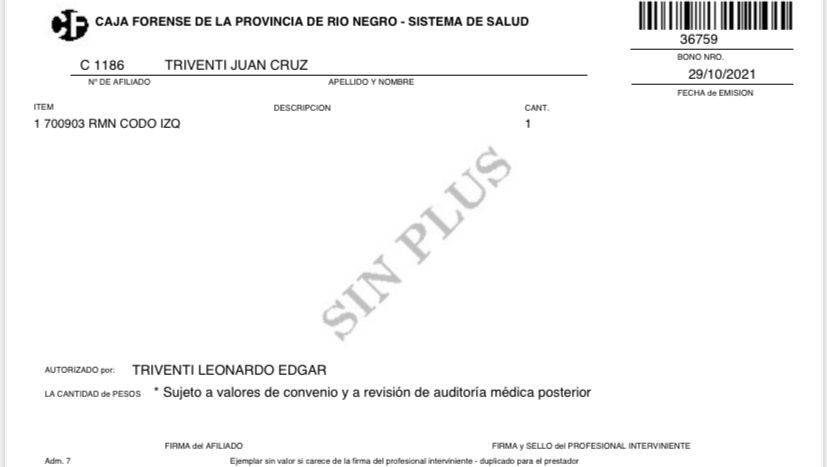 CF CAJA FORENSE DE LA PROVINCIA DE RIO NEGRO - SISTEMA DE SALUD
36759
BONO NRO.
C 1186 TRIVENTI JUAN CRUZ
Nº DE AFILIADO APELLIDO Y NOMBRE
29/10/2021
FECHA de EMISION
ITEM DESCRIPCION CANT.
1 700903 RMN CODO IZQ 1
SIN PLUS
AUTORIZADO por: TRIVENTI LEONARDO EDGAR
LA CANTIDAD de PESOS * Sujeto a valores de convenio y a revisión de auditoría médica posterior
FIRMA del AFILIADO FIRMA y SELLO del PROFESIONAL INTERVINIENTE
Adm. 7 Ejemplar sin valor si carece de la firma del profesional interviniente - duplicado para el prestador